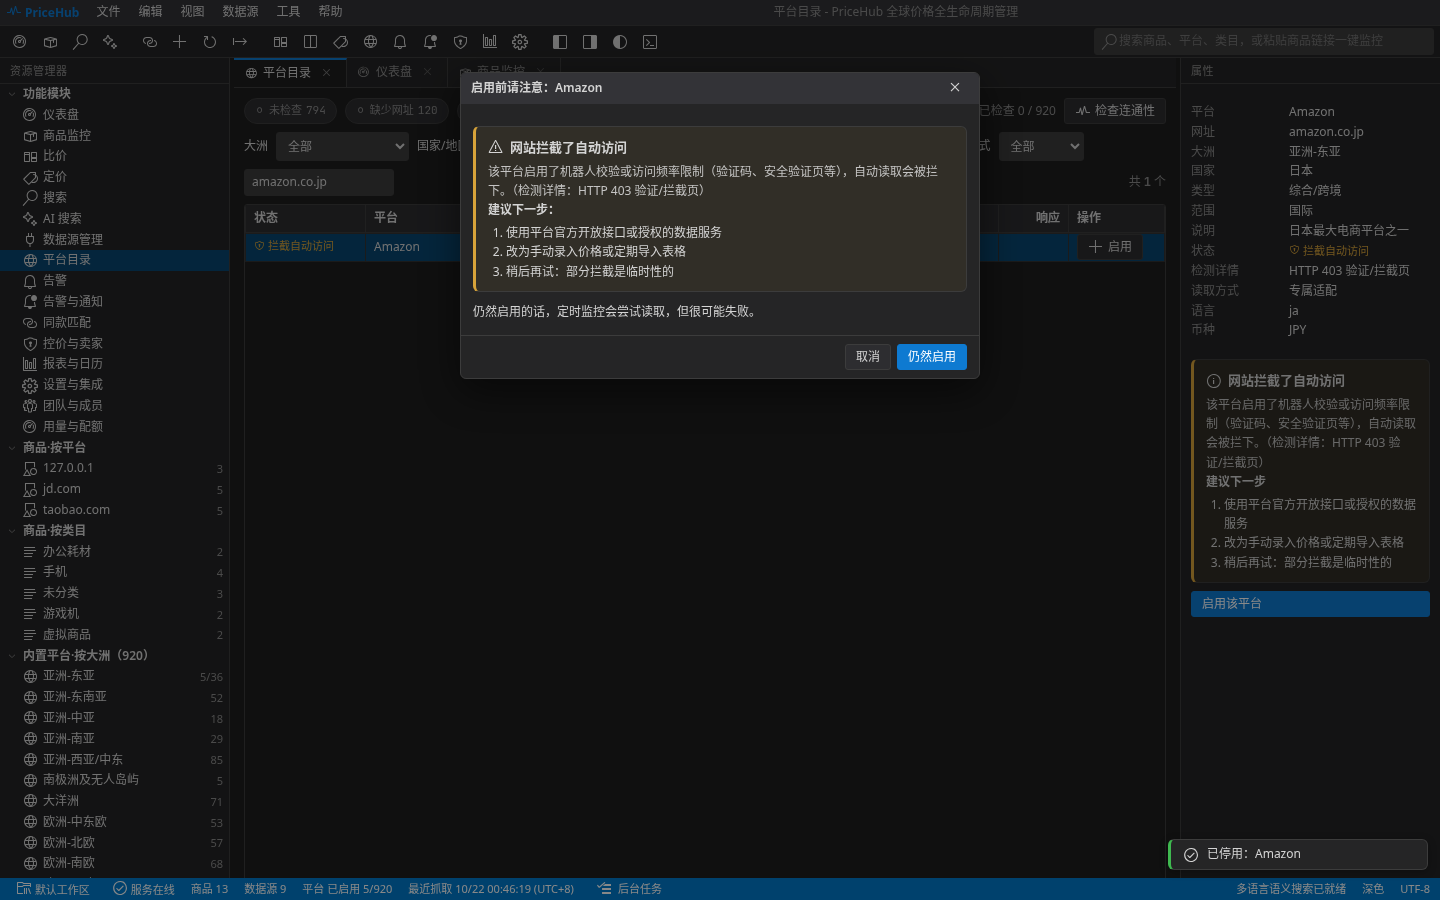 PriceHub 文件 编辑 视图 数据源 工具 帮助 平台目录 - PriceHub 全球价格全生命周期管理
搜索商品、平台、类目，或粘贴商品链接一键监控
资源管理器
功能模块
仪表盘
商品监控
比价
定价
搜索
AI 搜索
数据源管理
平台目录
告警
告警与通知
同款匹配
控价与卖家
报表与日历
设置与集成
团队与成员
用量与配额
商品·按平台
127.0.0.1 3
jd.com 5
taobao.com 5
商品·按类目
办公耗材 2
手机 4
未分类 3
游戏机 2
虚拟商品 2
内置平台·按大洲（920）
亚洲-东亚 5/36
亚洲-东南亚 52
亚洲-中亚 18
亚洲-南亚 29
亚洲-西亚/中东 85
南极洲及无人岛屿 5
大洋洲 71
欧洲-中东欧 53
欧洲-北欧 57
欧洲-南欧 68
平台目录 仪表盘 商品监控
未检查 794 缺少网址 120 已检查 0 / 920 检查连通性
大洲 全部 国家/地 式 全部
amazon.co.jp 共 1 个
状态 平台 响应 操作
拦截自动访问 Amazon 启用
启用前请注意：Amazon
网站拦截了自动访问
该平台启用了机器人校验或访问频率限制（验证码、安全验证页等），自动读取会被拦
下。（检测详情：HTTP 403 验证/拦截页）
建议下一步：
1. 使用平台官方开放接口或授权的数据服务
2. 改为手动录入价格或定期导入表格
3. 稍后再试：部分拦截是临时性的
仍然启用的话，定时监控会尝试读取，但很可能失败。
取消 仍然启用
属性
平台 Amazon
网址 amazon.co.jp
大洲 亚洲-东亚
国家 日本
类型 综合/跨境
范围 国际
说明 日本最大电商平台之一
状态 拦截自动访问
检测详情 HTTP 403 验证/拦截页
读取方式 专属适配
语言 ja
币种 JPY
网站拦截了自动访问
该平台启用了机器人校验或访问频率限
制（验证码、安全验证页等），自动读取
会被拦下。（检测详情：HTTP 403 验
证/拦截页）
建议下一步
1. 使用平台官方开放接口或授权的数据
服务
2. 改为手动录入价格或定期导入表格
3. 稍后再试：部分拦截是临时性的
启用该平台
已停用：Amazon
默认工作区 服务在线 商品 13 数据源 9 平台 已启用 5/920 最近抓取 10/22 00:46:19 (UTC+8) 后台任务 多语言语义搜索已就绪 深色 UTF-8